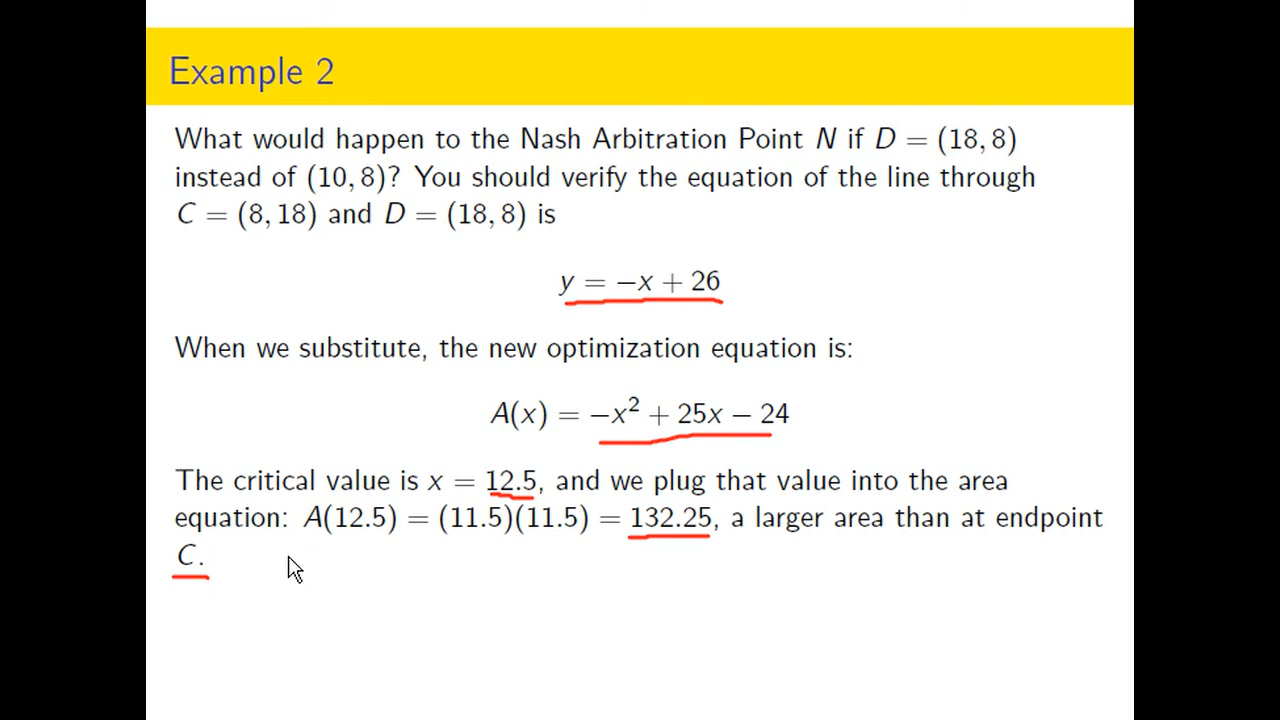 Example 2
What would happen to the Nash Arbitration Point N if D = (18, 8)
instead of (10, 8)? You should verify the equation of the line through
C = (8, 18) and D = (18, 8) is
y = −x + 26
When we substitute, the new optimization equation is:
A(x) = −x² + 25x − 24
The critical value is x = 12.5, and we plug that value into the area
equation: A(12.5) = (11.5)(11.5) = 132.25, a larger area than at endpoint
C.